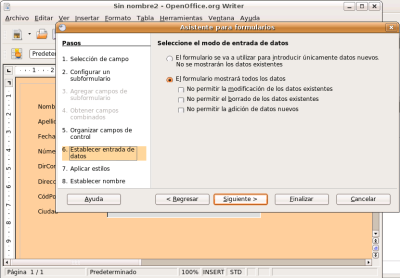 Sin nombre2 - OpenOffice.org Writer
Archivo Editar Ver Insertar Formato Tabla Herramientas Ventana Ayuda
Asistente para formularios
Pasos
1. Selección de campo
2. Configurar un
subformulario
3. Agregar campos de
subformulario
4. Obtener campos
combinados
5. Organizar campos de
control
6. Establecer entrada de
datos
7. Aplicar estilos
8. Establecer nombre
Seleccione el modo de entrada de datos
El formulario se va a utilizar para introducir únicamente datos nuevos.
No se mostrarán los datos existentes
El formulario mostrará todos los datos
No permitir la modificación de los datos existentes
No permitir el borrado de los datos existentes
No permitir la adición de datos nuevos
Ayuda
< Regresar
Siguiente >
Finalizar
Cancelar
Predeter
Nomb
Apellic
Fecha
Núme
DirCor
Direcc
CódPo
Ciudad
Página 1 / 1 Predeterminado 100% INSERT STD